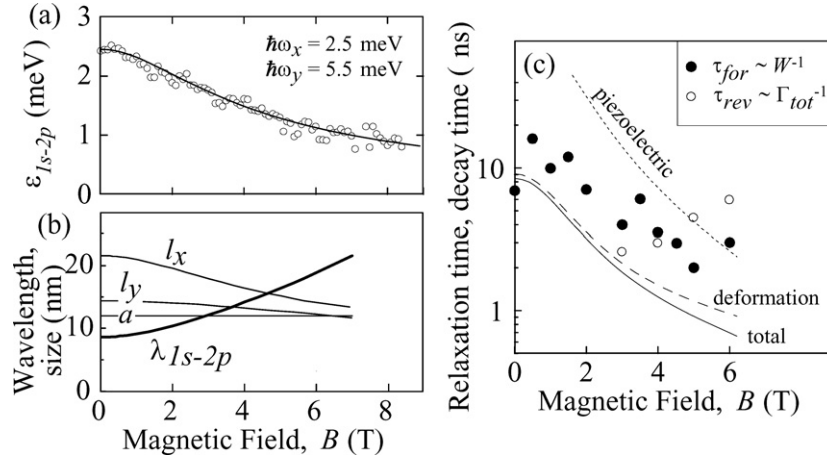 (a)
ε1s-2p (meV)
3
2
1
0
ℏωx = 2.5 meV
ℏωy = 5.5 meV
(b)
Wavelength,
size (nm)
20
10
0
lx
ly
a
λ1s-2p
0 2 4 6 8
Magnetic Field, B (T)
(c)
Relaxation time, decay time ( ns)
10
1
● τfor ~ W-1
○ τrev ~ Γtot-1
piezoelectric
deformation
total
0 2 4 6 8
Magnetic Field, B (T)